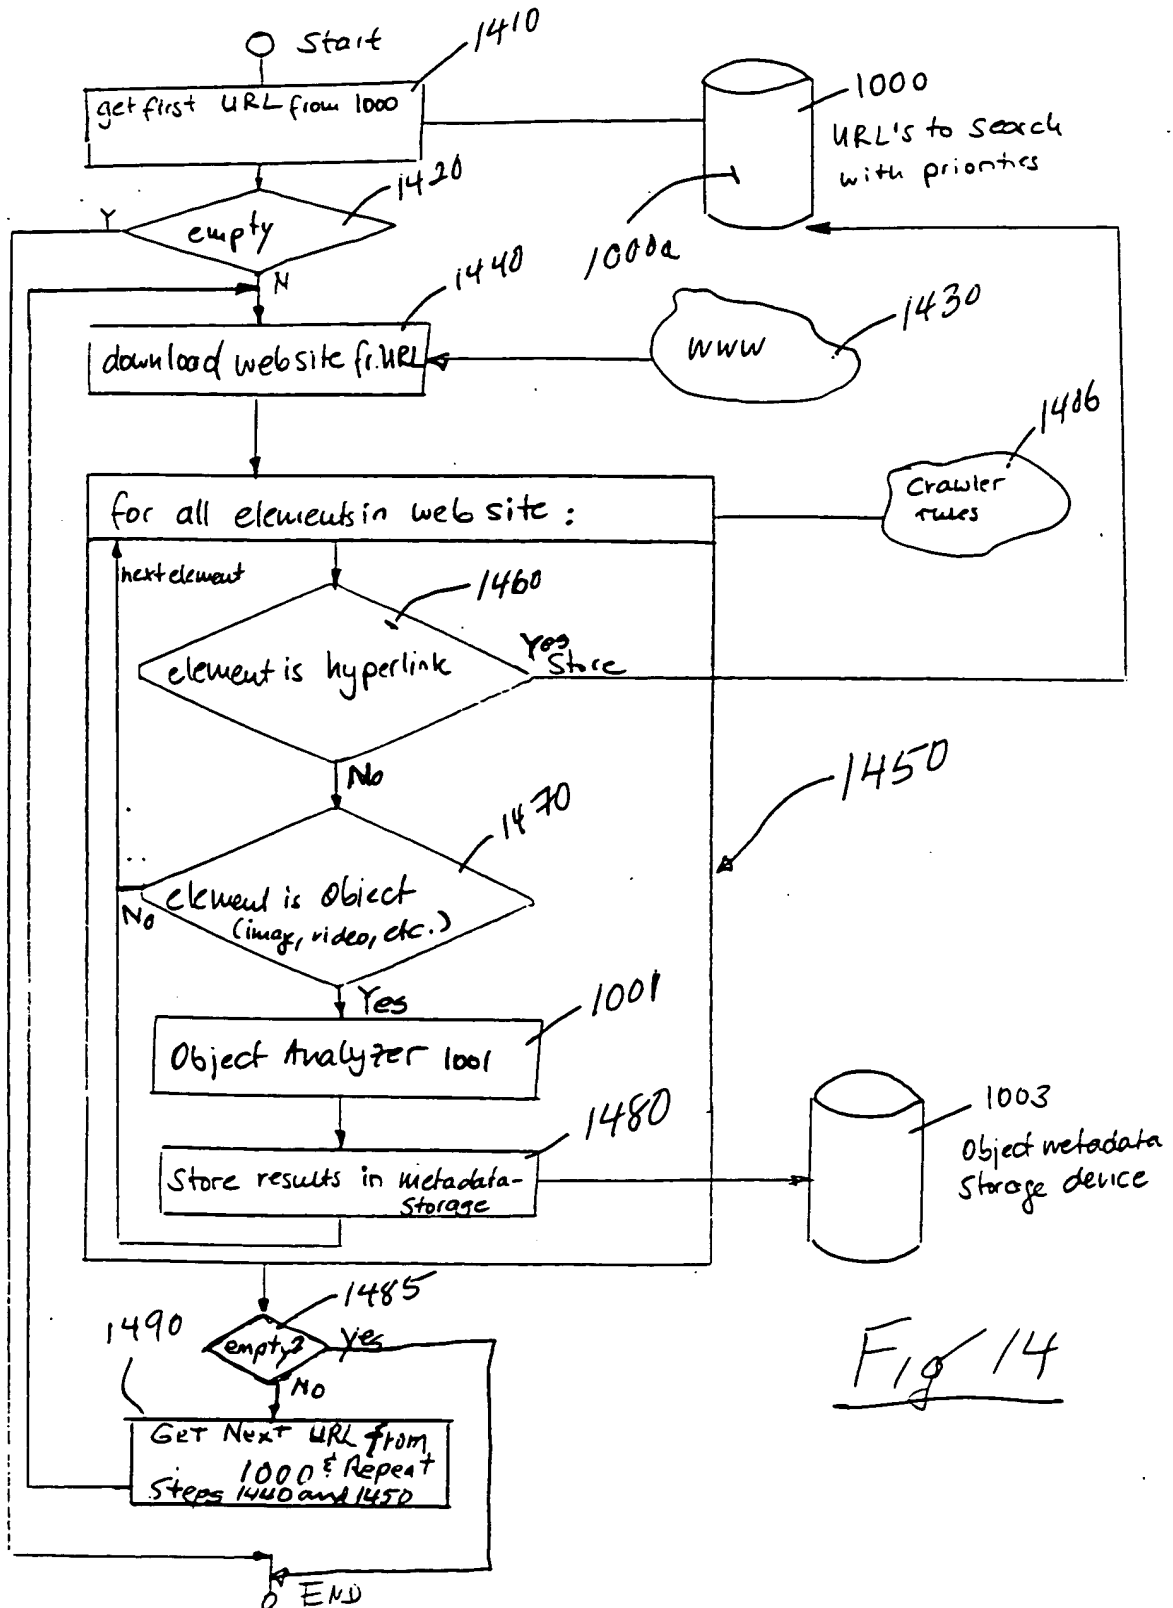 Start
1410
get first URL from 1000
1000
URL's to Search
with priorities
1420
Y
empty
1000a
N
1440
1430
download web site fr. URL
WWW
1406
Crawler
rules
for all elements in web site :
next element
1460
element is hyperlink
Yes
Store
No
1450
1470
element is Object
(image, video, etc.)
No
Yes
1001
Object Analyzer 1001
1480
1003
Object metadata
Storage device
Store results in metadata-
storage
1485
1490
empty?
yes
No
Get Next URL from
1000 & Repeat
Steps 1440 and 1450
Fig 14
END